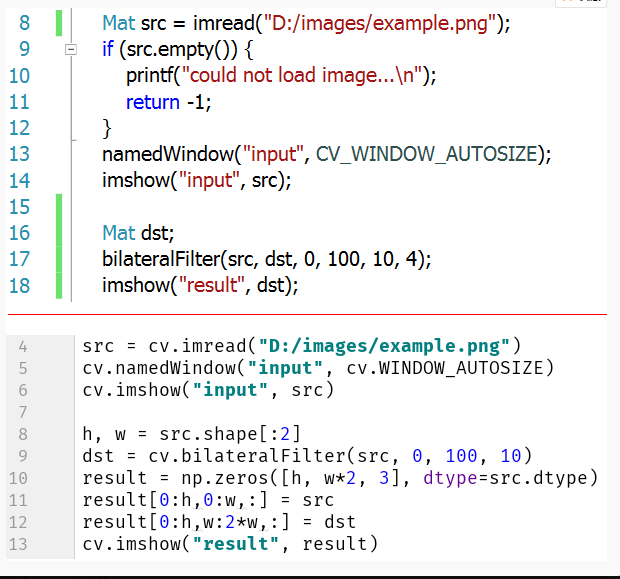 8 Mat src = imread("D:/images/example.png");
9 if (src.empty()) {
10 printf("could not load image...\n");
11 return -1;
12 }
13 namedWindow("input", CV_WINDOW_AUTOSIZE);
14 imshow("input", src);
15
16 Mat dst;
17 bilateralFilter(src, dst, 0, 100, 10, 4);
18 imshow("result", dst);
4 src = cv.imread("D:/images/example.png")
5 cv.namedWindow("input", cv.WINDOW_AUTOSIZE)
6 cv.imshow("input", src)
7
8 h, w = src.shape[:2]
9 dst = cv.bilateralFilter(src, 0, 100, 10)
10 result = np.zeros([h, w*2, 3], dtype=src.dtype)
11 result[0:h,0:w,:] = src
12 result[0:h,w:2*w,:] = dst
13 cv.imshow("result", result)